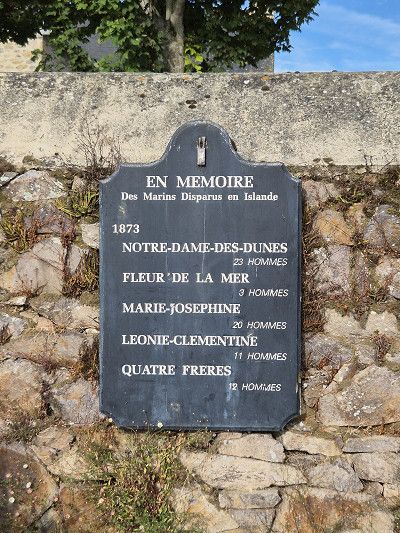 EN MEMOIRE
Des Marins Disparus en Islande
1873
NOTRE-DAME-DES-DUNES
23 HOMMES
FLEUR DE LA MER
3 HOMMES
MARIE-JOSEPHINE
20 HOMMES
LEONIE-CLEMENTINE
11 HOMMES
QUATRE FRERES
12 HOMMES